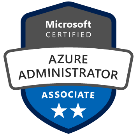 Microsoft
CERTIFIED
AZURE
ADMINISTRATOR
ASSOCIATE